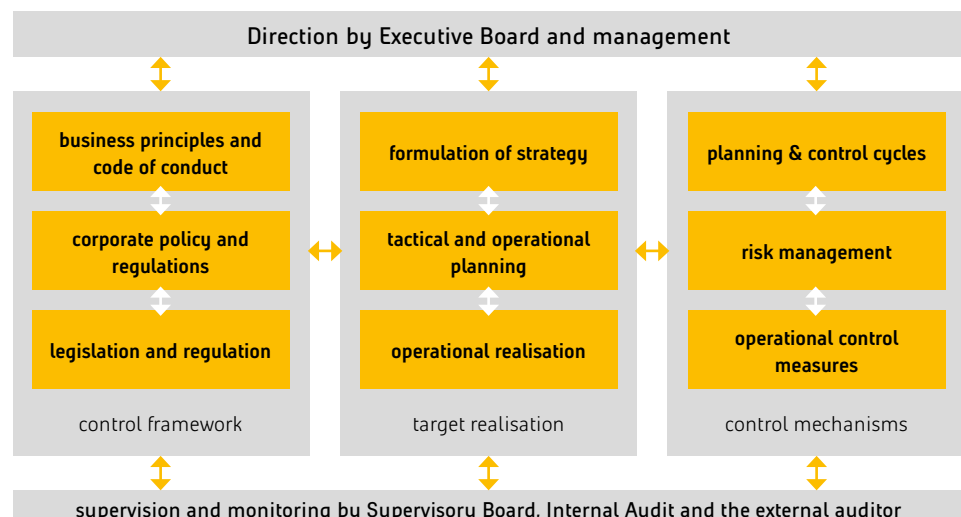 Direction by Executive Board and management
business principles and
code of conduct
corporate policy and
regulations
legislation and regulation
control framework
formulation of strategy
tactical and operational
planning
operational realisation
target realisation
planning & control cycles
risk management
operational control
measures
control mechanisms
supervision and monitoring by Supervisory Board, Internal Audit and the external auditor